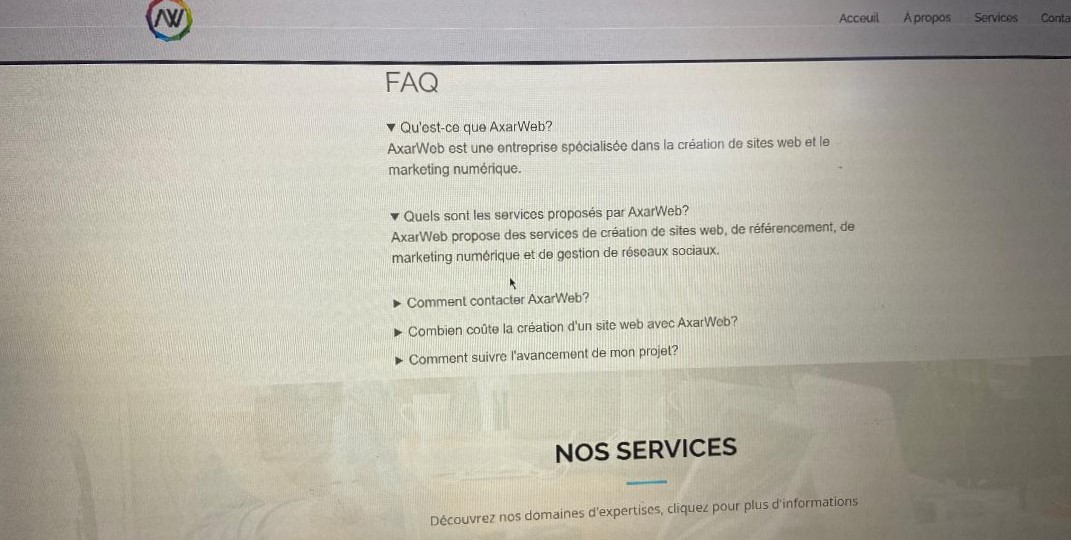 AW
Acceuil À propos Services Conta
FAQ
▼ Qu'est-ce que AxarWeb?
AxarWeb est une entreprise spécialisée dans la création de sites web et le
marketing numérique.
▼ Quels sont les services proposés par AxarWeb?
AxarWeb propose des services de création de sites web, de référencement, de
marketing numérique et de gestion de réseaux sociaux.
► Comment contacter AxarWeb?
► Combien coûte la création d'un site web avec AxarWeb?
► Comment suivre l'avancement de mon projet?
NOS SERVICES
Découvrez nos domaines d'expertises, cliquez pour plus d'informations